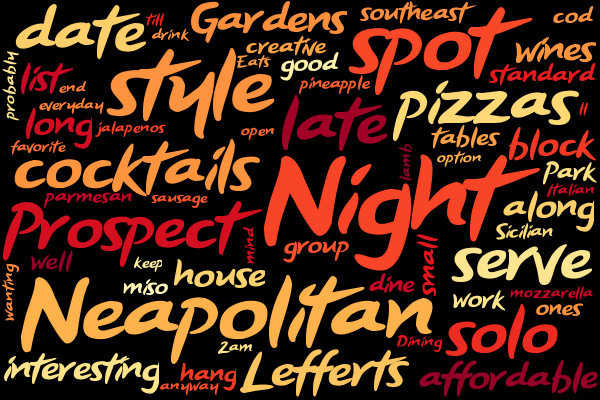 date
till
drink
Gardens
southeast
cod
probably
creative
Eats
good
spot
wines
list
end
style
pineapple
standard
everyday
long
jalapenos
open
late
pizzas
ll
favorite
tables
option
block
cocktails
lamb
Park
Italian
parmesan
sausage
Night
along
Prospect
mind
group
small
Sicilian
well
keep
miso
house
dine
serve
wanting
Neapolitan
work
mozzarella
ones
2am
Dining
solo
interesting
hang
anyway
Lefferts
affordable